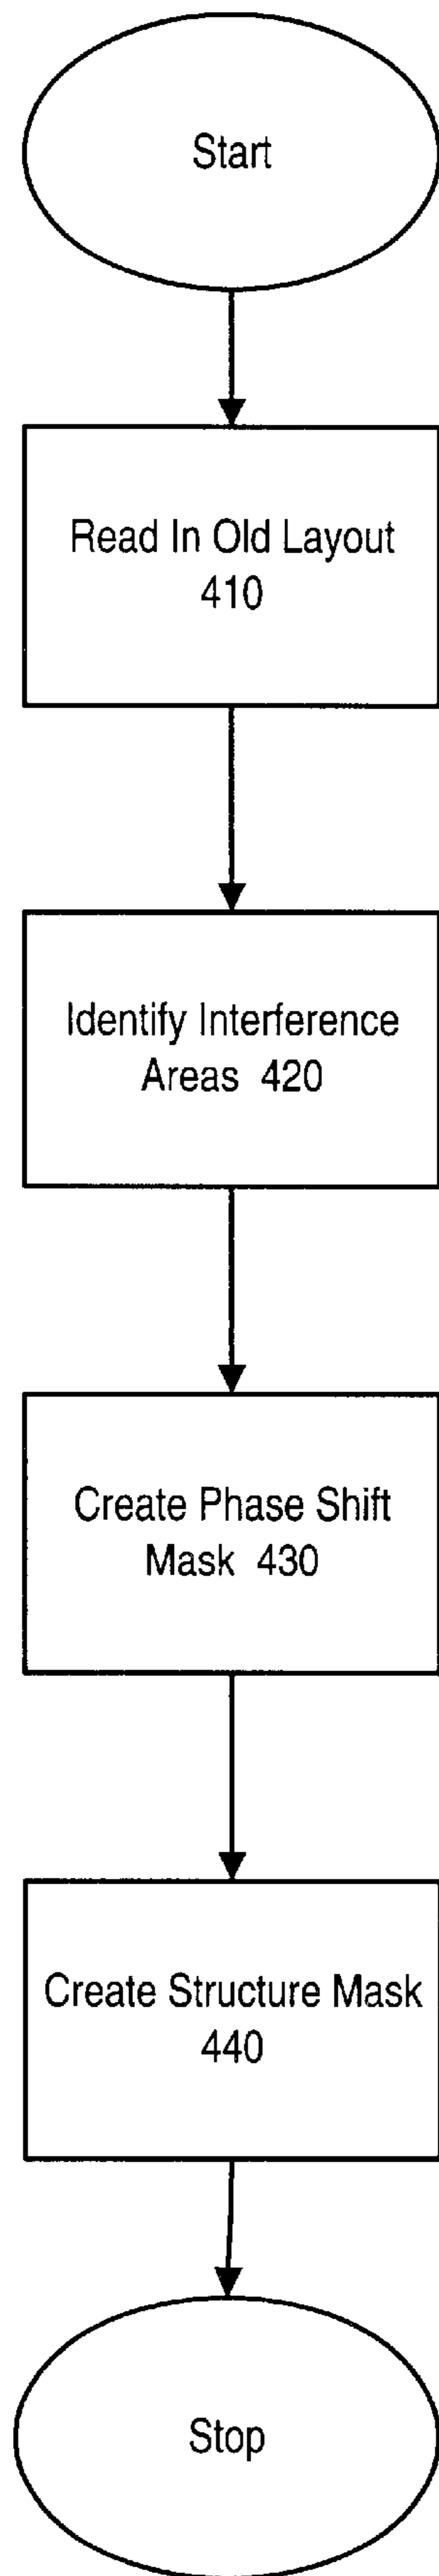 Start
Read In Old Layout
410
Identify Interference
Areas 420
Create Phase Shift
Mask 430
Create Structure Mask
440
Stop